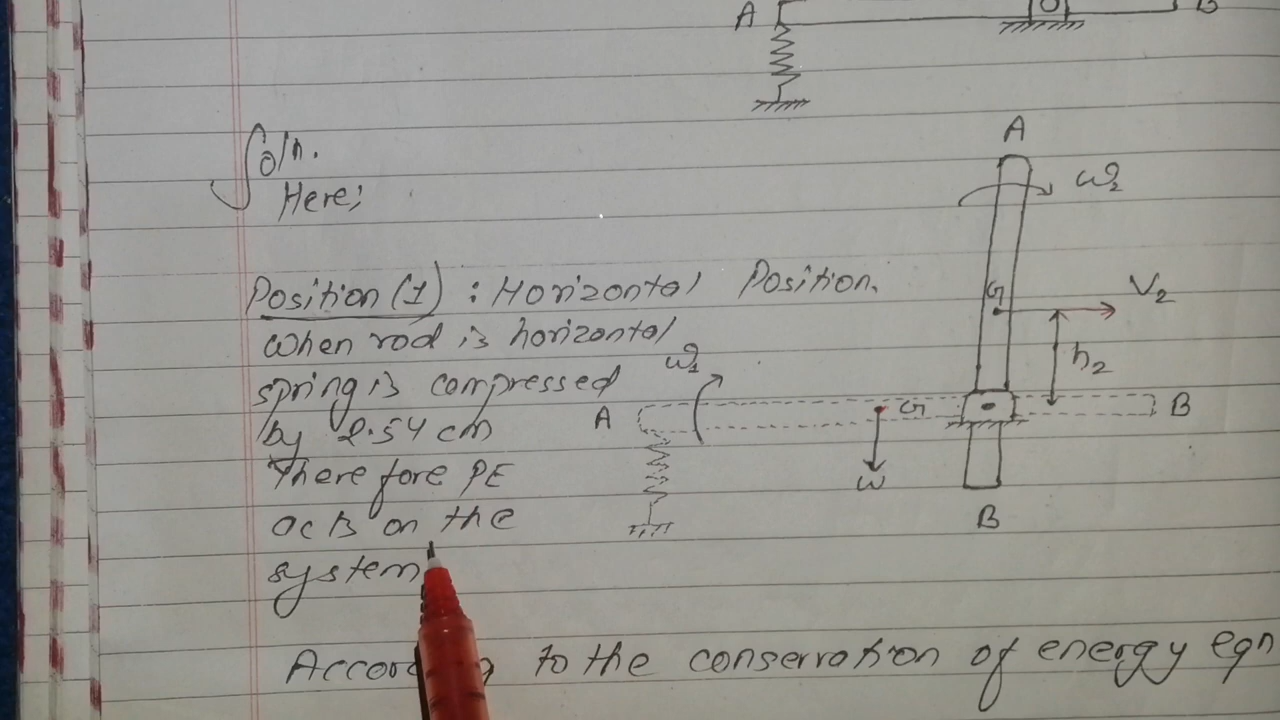 A
B
Soln.
Here;
A
ω2
Position (1) : Horizontal Position.
G
V2
When rod is horizontal
h2
spring is compressed
ω1
A
G
B
by 2.54 cm
Therefore PE
W
acts on the
B
system
According to the conservation of energy eqn